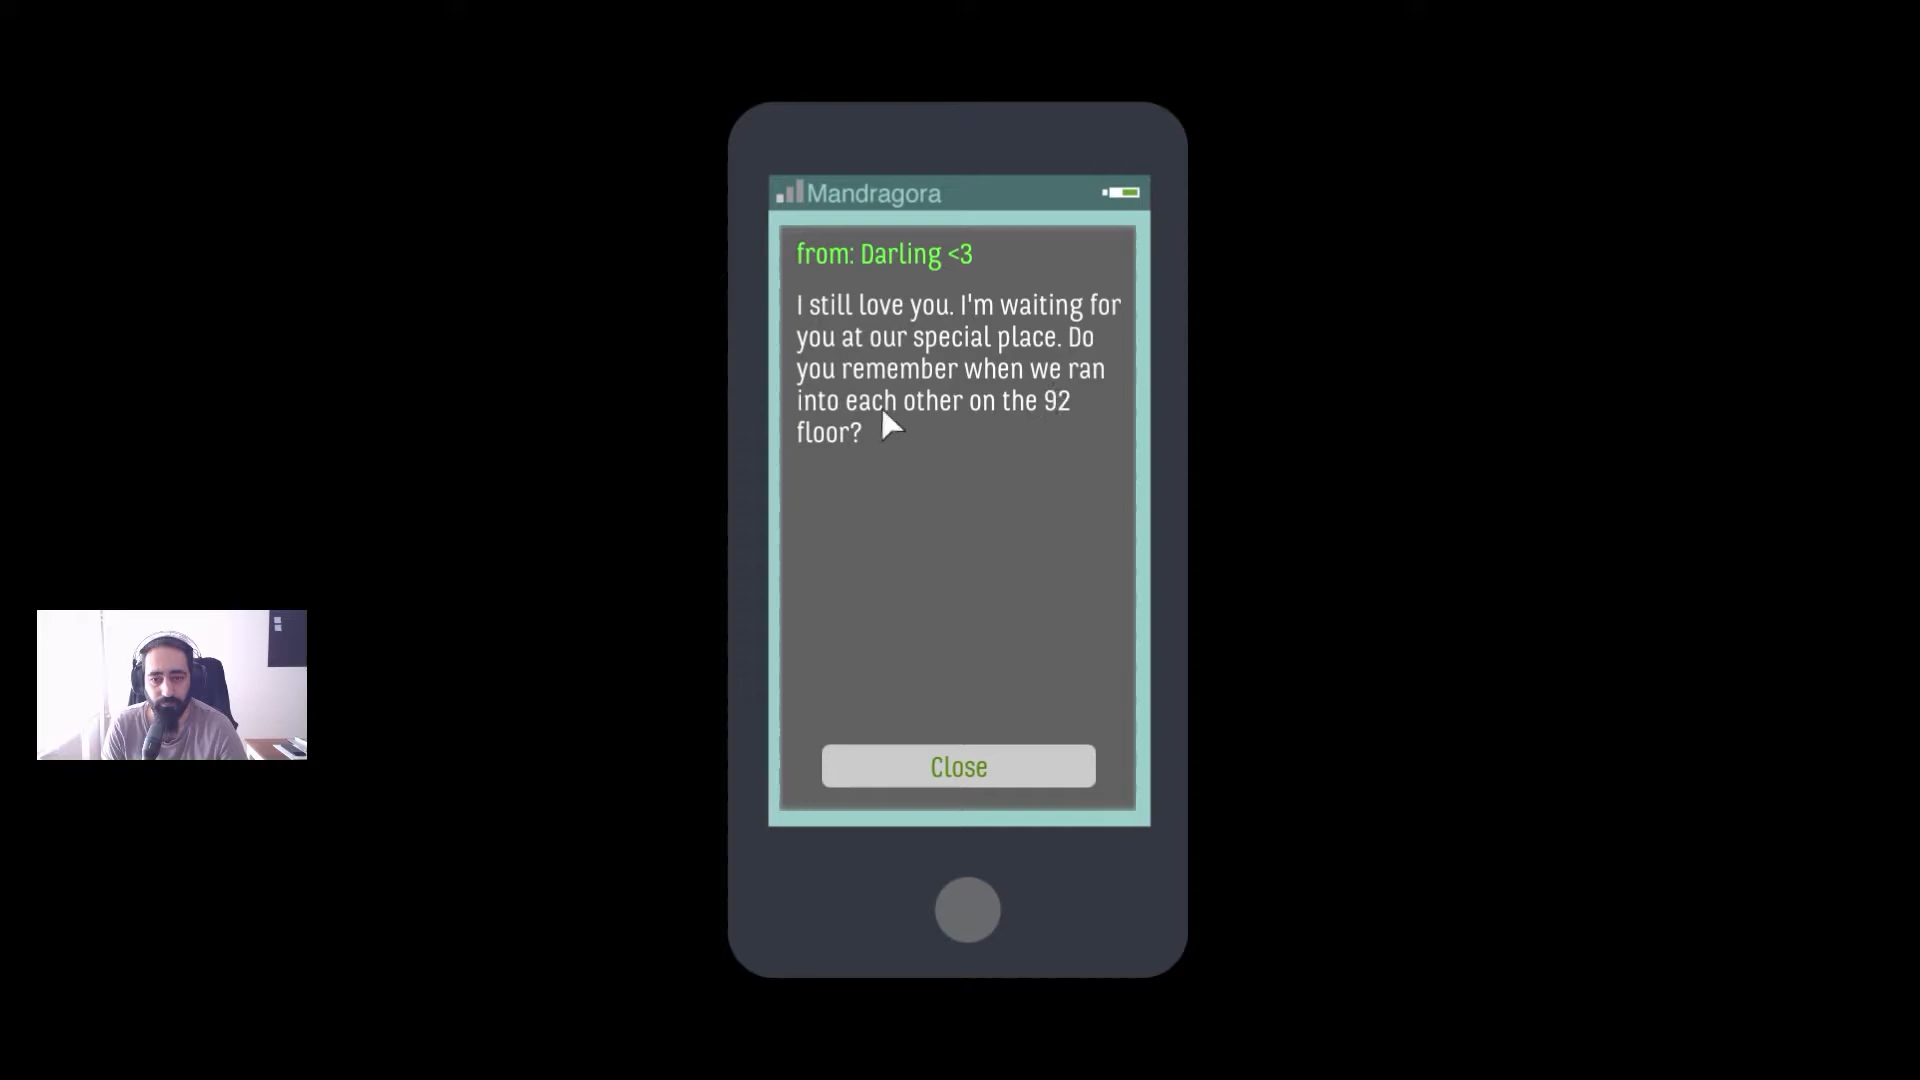 Mandragora
from: Darling <3
I still love you. I'm waiting for
you at our special place. Do
you remember when we ran
into each other on the 92
floor?
Close